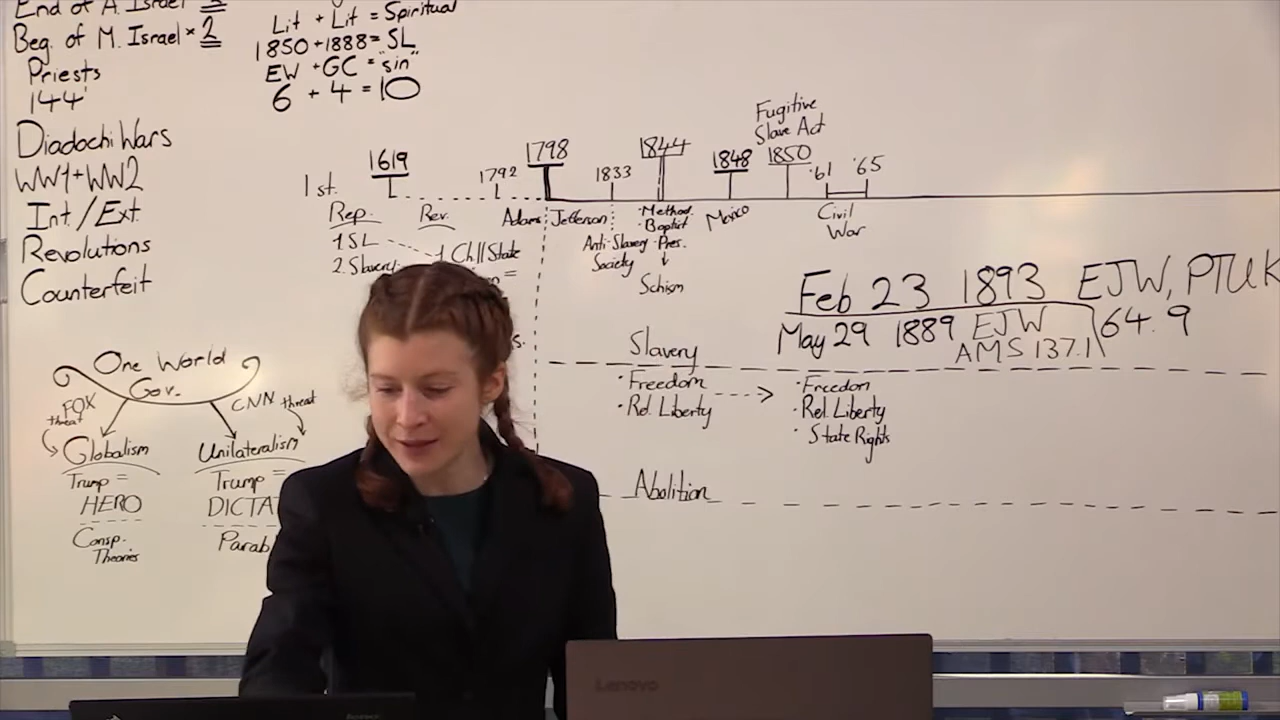 End of A. Israel
Beg. of M. Israel × 2
Priests
144'
Diadochi Wars
WW1+WW2
Int./Ext.
Revolutions
Counterfeit
Lit + Lit = Spiritual
1850+1888= SL
EW + GC = "sin"
6 + 4 = 10
1st.
1619
1792
1798
1833
1844
1848
Fugitive
Slave Act
1850
'61
'65
Rep.
1 SL
2. Slavery
Rev.
1 Ch// State
=
Adams
Jefferson
Anti-Slavery
Society
• Method.
• Baptist
• Pres.
Schism
Mexico
Civil
War
Feb 23 1893 EJW, PTUK
May 29 1889 EJW
AMS 137.1
64.9
Slavery
• Freedom
• Rel. Liberty
• Freedom
• Rel. Liberty
• State Rights
Abolition
One World
Gov.
FOX
threat
CNN threat
Globalism
Trump =
HERO
Consp.
Theories
Unilateralism
Trump =
Lenovo